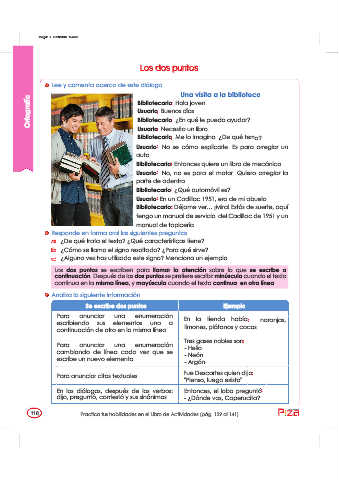 Los dos puntos
Ortografía
Lee y comenta acerca de este diálogo
Una visita a la biblioteca
Bibliotecario: Hola joven
Usuario: Buenos días
Bibliotecario: ¿En qué le puedo ayudar?
Usuario: Necesito un libro
Bibliotecario: Me lo imagino ¿De qué tema?
Usuario: No sé cómo explicarle. Es para arreglar un
auto
Bibliotecario: Entonces quiere un libro de mecánica
Usuario: No, no es para el motor. Quiero arreglar la
parte de adentro
Bibliotecario: ¿Qué automóvil es?
Usuario: En un Cadillac 1951, era de mi abuelo
Bibliotecario: Déjame ver... ¡Mira! Estás de suerte, aquí
tengo un manual de servicio del Cadillac de 1951 y un
manual de tapicería
Responde en forma oral las siguientes preguntas
¿De qué trata el texto? ¿Qué características tiene?
¿Cómo se llama el signo resaltado? ¿Para qué sirve?
¿Alguna vez has utilizado este signo? Menciona un ejemplo
Los dos puntos se escriben para llamar la atención sobre lo que se escribe a
continuación. Después de los dos puntos se prefiere escribir minúscula cuando el texto
continua en la misma línea, y mayúscula cuando el texto continua en otra línea
Analiza la siguiente información
Se escribe dos puntos
Ejemplo
Para anunciar una enumeración
escribiendo sus elementos uno a
continuación de otro en la misma línea
En la tienda había: naranjas,
limones, plátanos y cocos
Para anunciar una enumeración
cambiando de línea cada vez que se
escribe un nuevo elemento
Tres gases nobles son:
- Helio
- Neón
- Argón
Para anunciar citas textuales
Fue Descartes quien dijo:
"Pienso, luego existo"
En los diálogos, después de los verbos:
dijo, preguntó, contestó y sus sinónimos
Entonces, el lobo preguntó:
- ¿Dónde vas, Caperucita?
118
Practica tus habilidades en el Libro de Actividades (pág. 139 al 141)